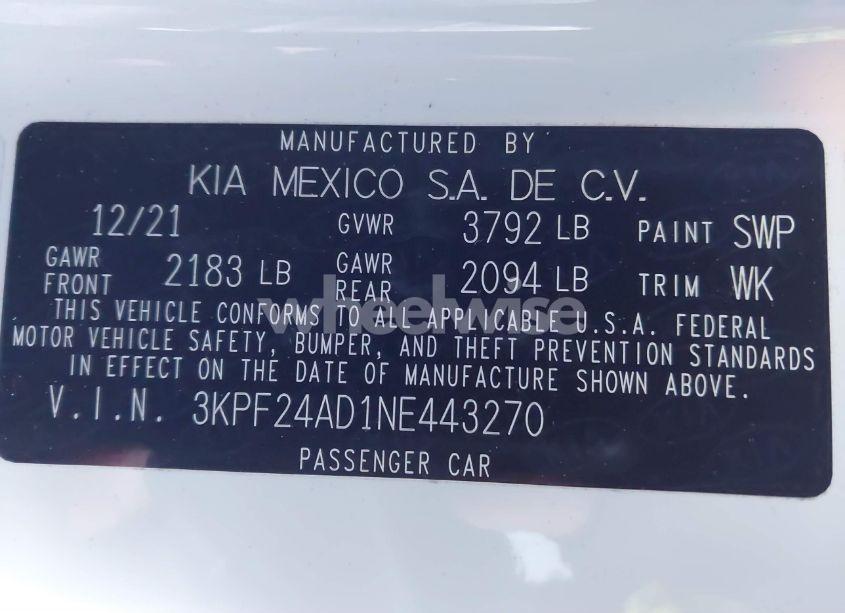 MANUFACTURED BY
KIA MEXICO S.A. DE C.V.
12/21 GVWR 3792 LB PAINT SWP
GAWR FRONT 2183 LB GAWR REAR 2094 LB TRIM WK
THIS VEHICLE CONFORMS TO ALL APPLICABLE U.S.A. FEDERAL
MOTOR VEHICLE SAFETY, BUMPER, AND THEFT PREVENTION STANDARDS
IN EFFECT ON THE DATE OF MANUFACTURE SHOWN ABOVE.
V.I.N. 3KPF24AD1NE443270
PASSENGER CAR
wheelwise